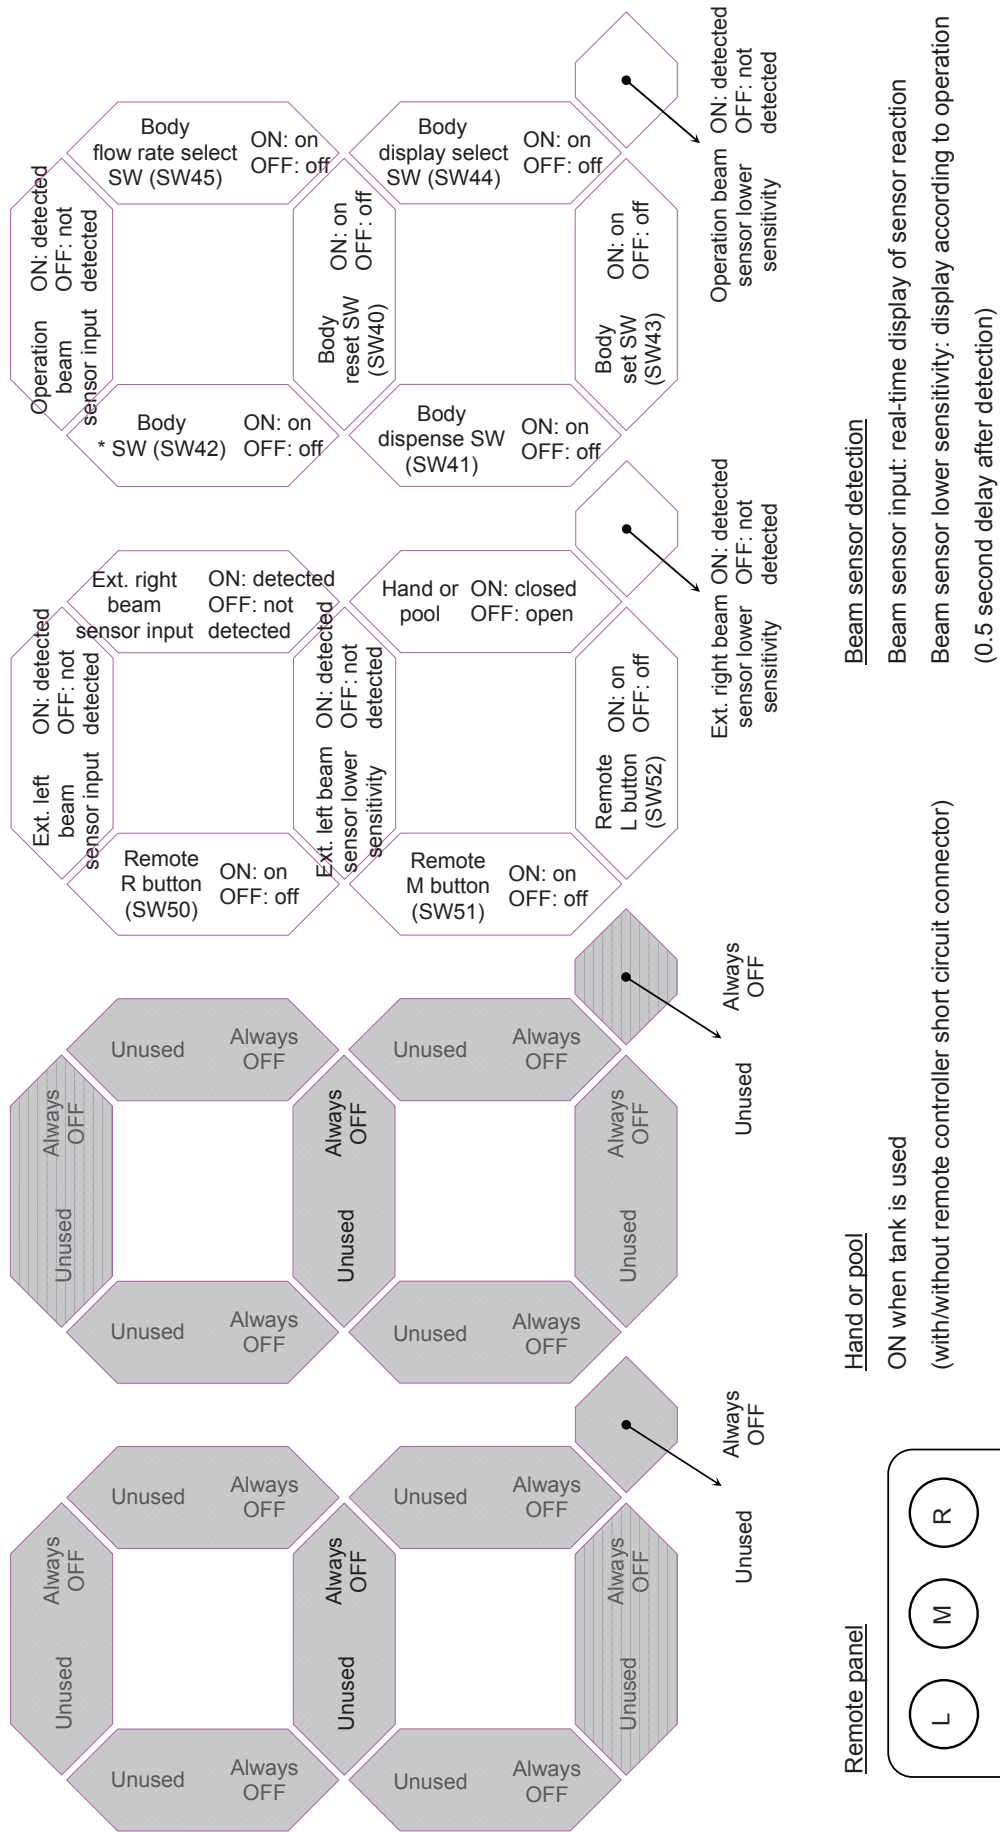 Unused
Always
OFF
Unused
Always
OFF
Unused
Always
OFF
Unused
Always
OFF
Unused
Always
OFF
Unused
Always
OFF
Unused
Always
OFF
Unused
Always
OFF
Unused
Always
OFF
Unused
Always
OFF
Unused
Always
OFF
Unused
Always
OFF
Unused
Always
OFF
Unused
Always
OFF
Unused
Always
OFF
Unused
Always
OFF
Ext. left
beam
sensor input
ON: detected
OFF: not
detected
Remote
R button
(SW50)
ON: on
OFF: off
Ext. right
beam
sensor input
ON: detected
OFF: not
detected
Ext. left beam
sensor lower
sensitivity
ON: detected
OFF: not
detected
Remote
M button
(SW51)
ON: on
OFF: off
Hand or
pool
ON: closed
OFF: open
Remote
L button
(SW52)
ON: on
OFF: off
Ext. right beam
sensor lower
sensitivity
ON: detected
OFF: not
detected
Operation
beam
sensor input
ON: detected
OFF: not
detected
Body
* SW (SW42)
ON: on
OFF: off
Body
flow rate select
SW (SW45)
ON: on
OFF: off
Body
reset SW
(SW40)
ON: on
OFF: off
Body
dispense SW
(SW41)
ON: on
OFF: off
Body
display select
SW (SW44)
ON: on
OFF: off
Body
set SW
(SW43)
ON: on
OFF: off
Operation beam
sensor lower
sensitivity
ON: detected
OFF: not
detected
Remote panel
L M R
Hand or pool
ON when tank is used
(with/without remote controller short circuit connector)
Beam sensor detection
Beam sensor input: real-time display of sensor reaction
Beam sensor lower sensitivity: display according to operation
(0.5 second delay after detection)